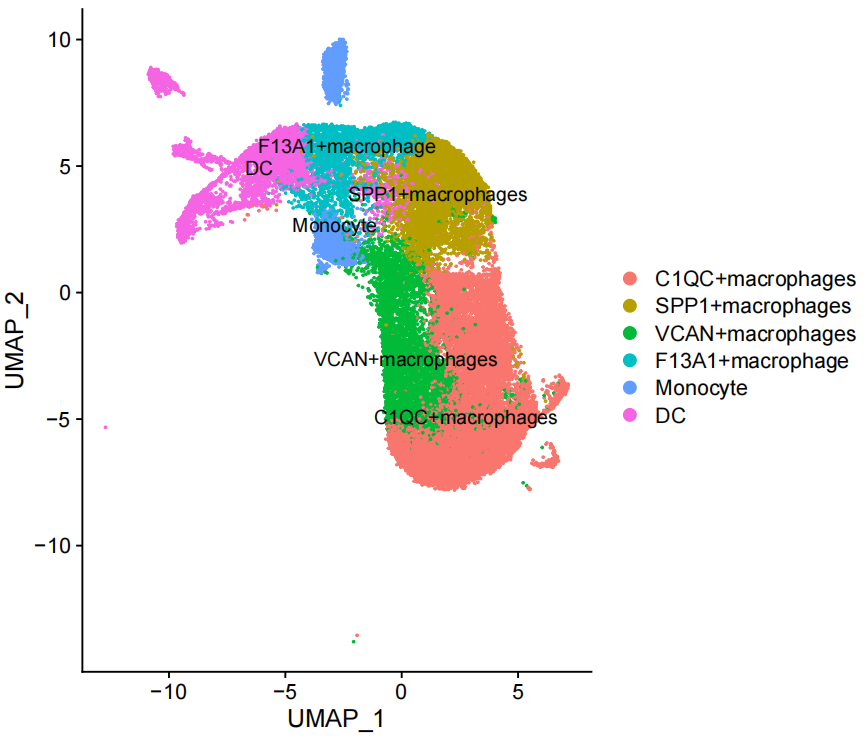 10
5
0
−5
−10
UMAP_2
F13A1+macrophage
DC
SPP1+macrophages
Monocyte
VCAN+macrophages
C1QC+macrophages
−10
−5
0
5
UMAP_1
C1QC+macrophages
SPP1+macrophages
VCAN+macrophages
F13A1+macrophage
Monocyte
DC